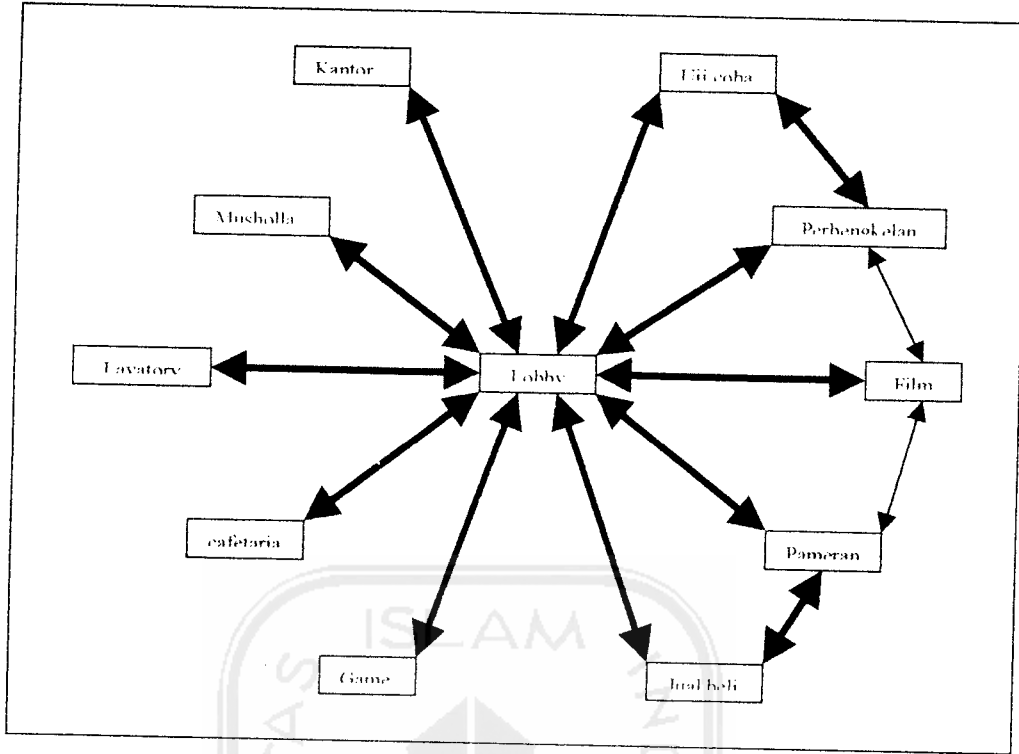 Kantor
Uji coba
Musholla
Perbengkelan
Lavatory
Lobby
Film
cafetaria
Pameran
Game
Jual beli
ISLAM